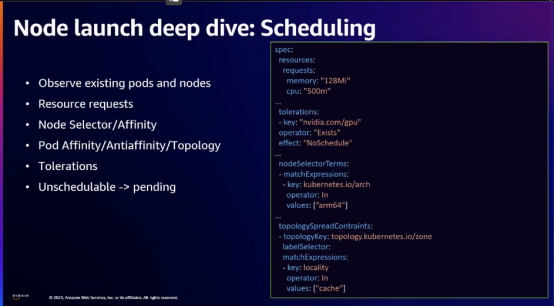 Node launch deep dive: Scheduling
• Observe existing pods and nodes
• Resource requests
• Node Selector/Affinity
• Pod Affinity/Antiaffinity/Topology
• Tolerations
• Unschedulable -> pending
spec:
resources:
requests:
memory: "128Mi"
cpu: "500m"
...
tolerations:
- key: "nvidia.com/gpu"
operator: "Exists"
effect: "NoSchedule"
...
nodeSelectorTerms:
- matchExpressions:
- key: kubernetes.io/arch
operator: In
values: ["arm64"]
...
topologySpreadContraints:
- topologyKey: topology.kubernetes.io/zone
labelSelector:
matchExpressions:
- key: locality
operator: In
values: ["cache"]
© 2023, Amazon Web Services, Inc. or its affiliates. All rights reserved.